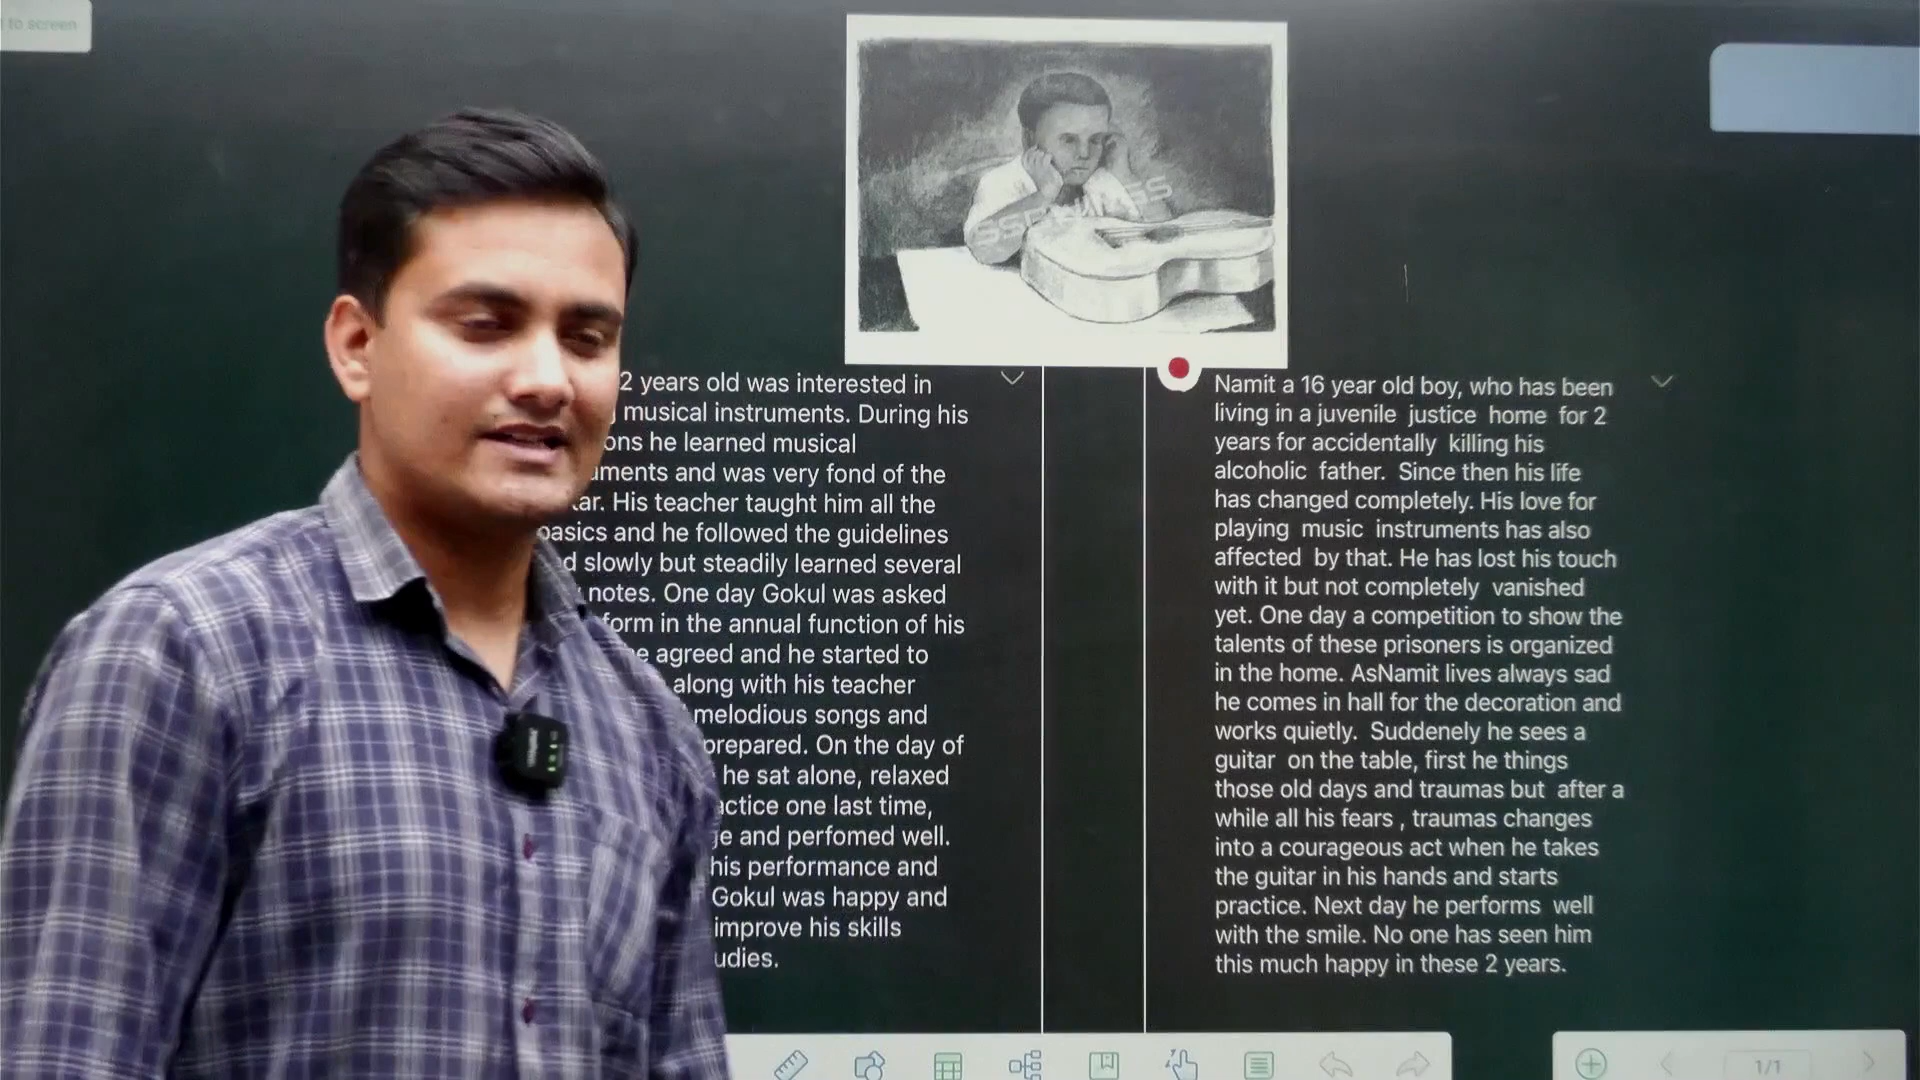 to screen
SSBWINGS
2 years old was interested in
musical instruments. During his
ons he learned musical
uments and was very fond of the
tar. His teacher taught him all the
basics and he followed the guidelines
d slowly but steadily learned several
notes. One day Gokul was asked
form in the annual function of his
he agreed and he started to
along with his teacher
melodious songs and
prepared. On the day of
he sat alone, relaxed
actice one last time,
ge and perfomed well.
his performance and
Gokul was happy and
improve his skills
udies.
Namit a 16 year old boy, who has been
living in a juvenile justice home for 2
years for accidentally killing his
alcoholic father. Since then his life
has changed completely. His love for
playing music instruments has also
affected by that. He has lost his touch
with it but not completely vanished
yet. One day a competition to show the
talents of these prisoners is organized
in the home. AsNamit lives always sad
he comes in hall for the decoration and
works quietly. Suddenely he sees a
guitar on the table, first he things
those old days and traumas but after a
while all his fears , traumas changes
into a courageous act when he takes
the guitar in his hands and starts
practice. Next day he performs well
with the smile. No one has seen him
this much happy in these 2 years.
1/1